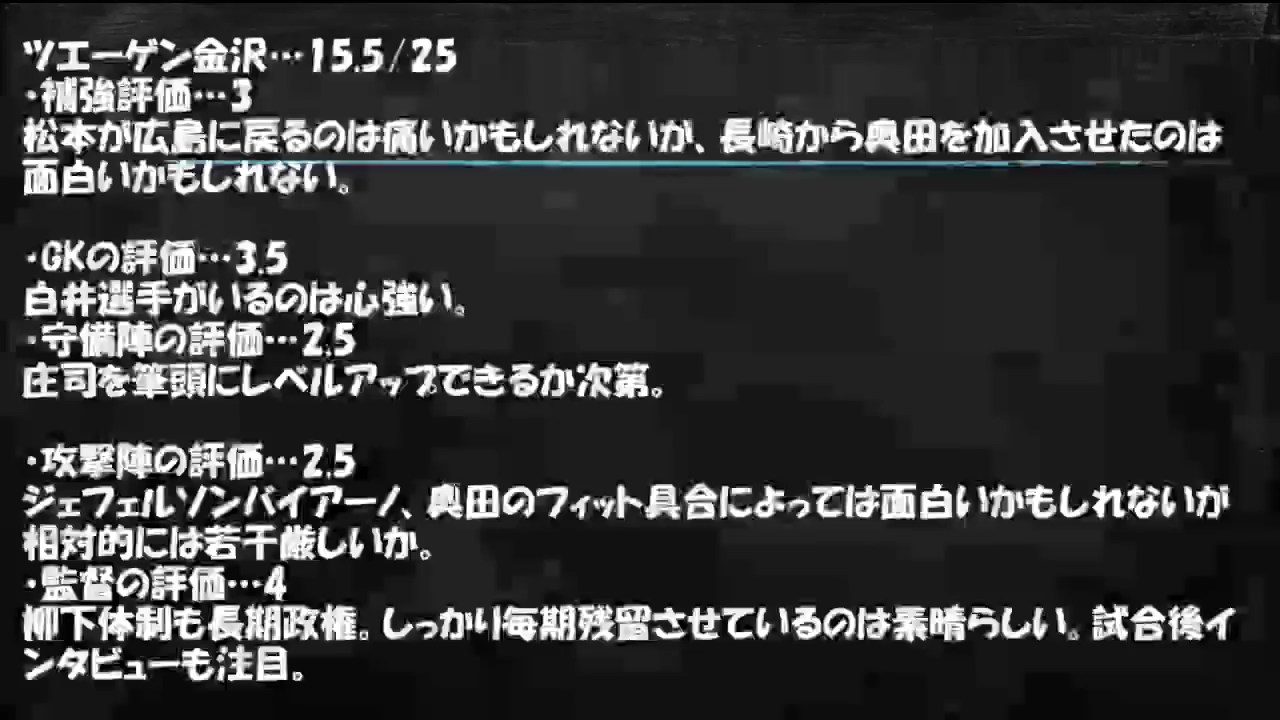 ツエーゲン金沢…15.5/25
・補強評価…3
松本が広島に戻るのは痛いかもしれないが、長崎から奥田を加入させたのは
面白いかもしれない。
・GKの評価…3.5
白井選手がいるのは心強い。
・守備陣の評価…2.5
庄司を筆頭にレベルアップできるか次第。
・攻撃陣の評価…2.5
ジェフェルソンバイアーノ、奥田のフィット具合によっては面白いかもしれないが
相対的には若干厳しいか。
・監督の評価…4
柳下体制も長期政権。しっかり毎期残留させているのは素晴らしい。試合後イ
ンタビューも注目。